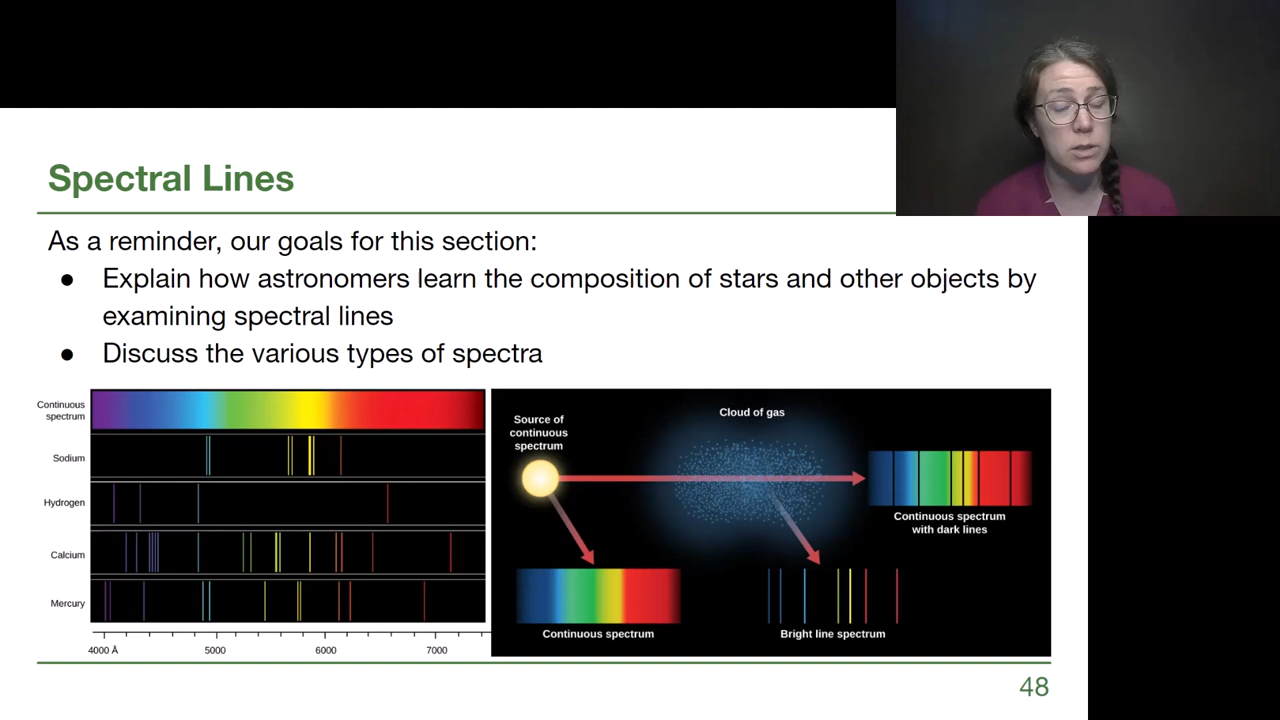 Spectral Lines
As a reminder, our goals for this section:
● Explain how astronomers learn the composition of stars and other objects by
examining spectral lines
● Discuss the various types of spectra
Continuous
spectrum
Sodium
Hydrogen
Calcium
Mercury
4000 Å 5000 6000 7000
Source of
continuous
spectrum
Cloud of gas
Continuous spectrum
with dark lines
Continuous spectrum
Bright line spectrum
48